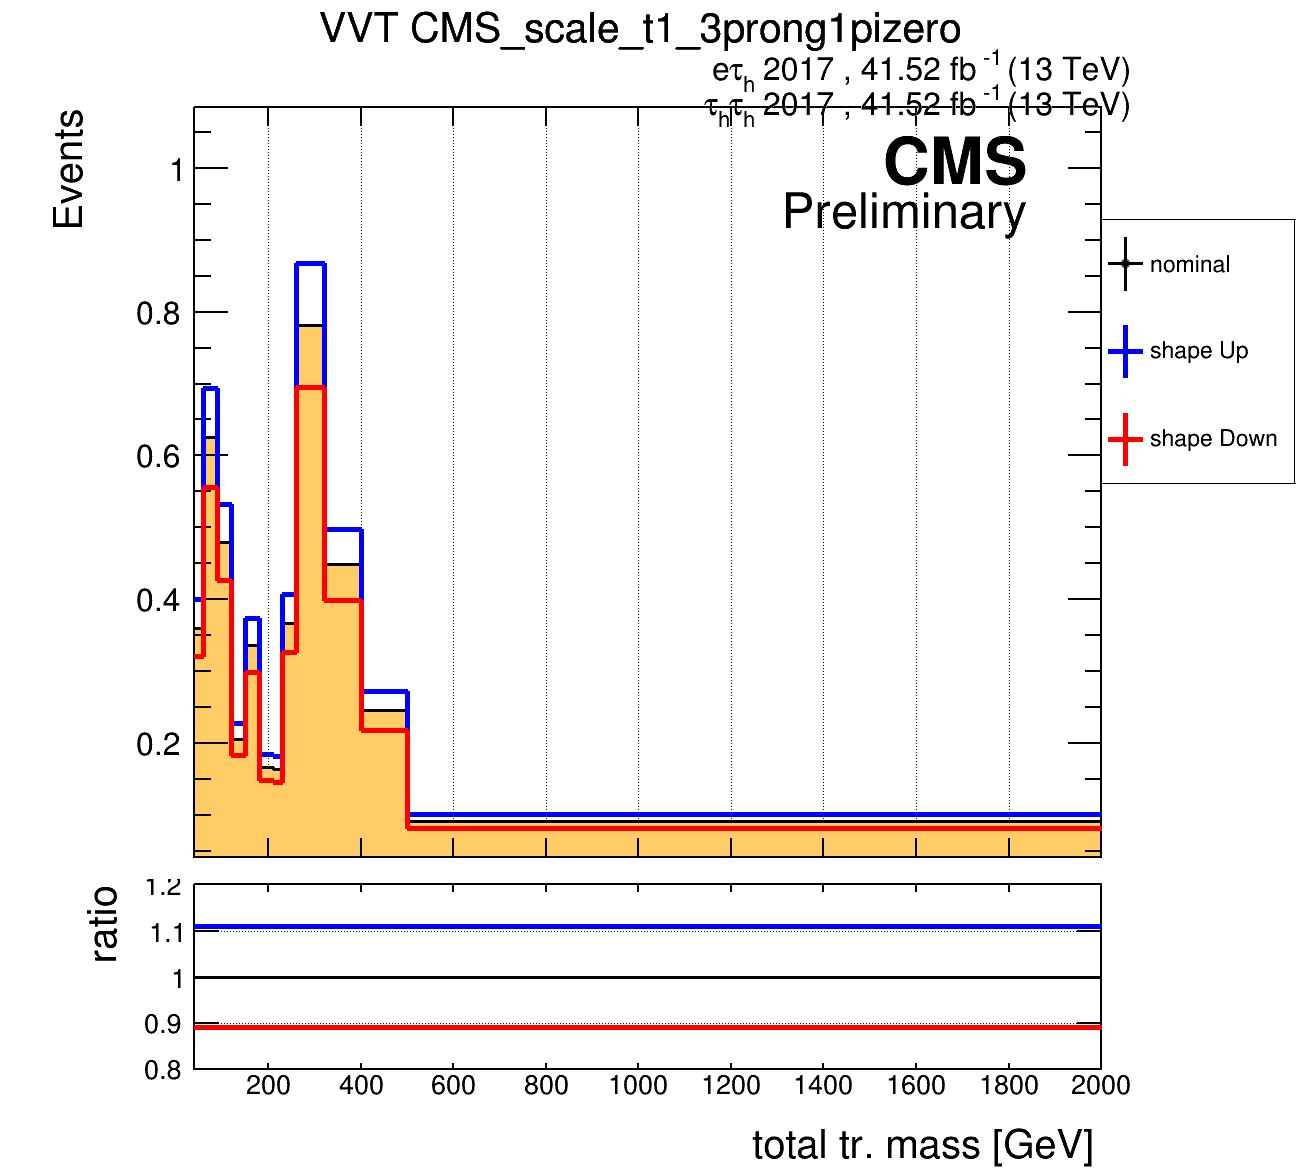 VVT CMS_scale_t1_3prong1pizero
eτh 2017 , 41.52 fb -1 (13 TeV)
τhτh 2017 , 41.52 fb -1 (13 TeV)
CMS
Preliminary
Events
1
0.8
0.6
0.4
0.2
nominal
shape Up
shape Down
ratio
1.2
1.1
1
0.9
0.8
200 400 600 800 1000 1200 1400 1600 1800 2000
total tr. mass [GeV]